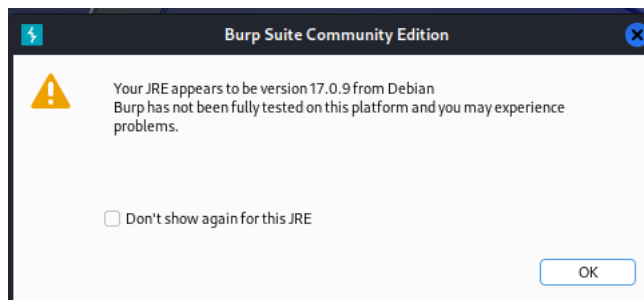 Burp Suite Community Edition
Your JRE appears to be version 17.0.9 from Debian
Burp has not been fully tested on this platform and you may experience
problems.
Don't show again for this JRE
OK